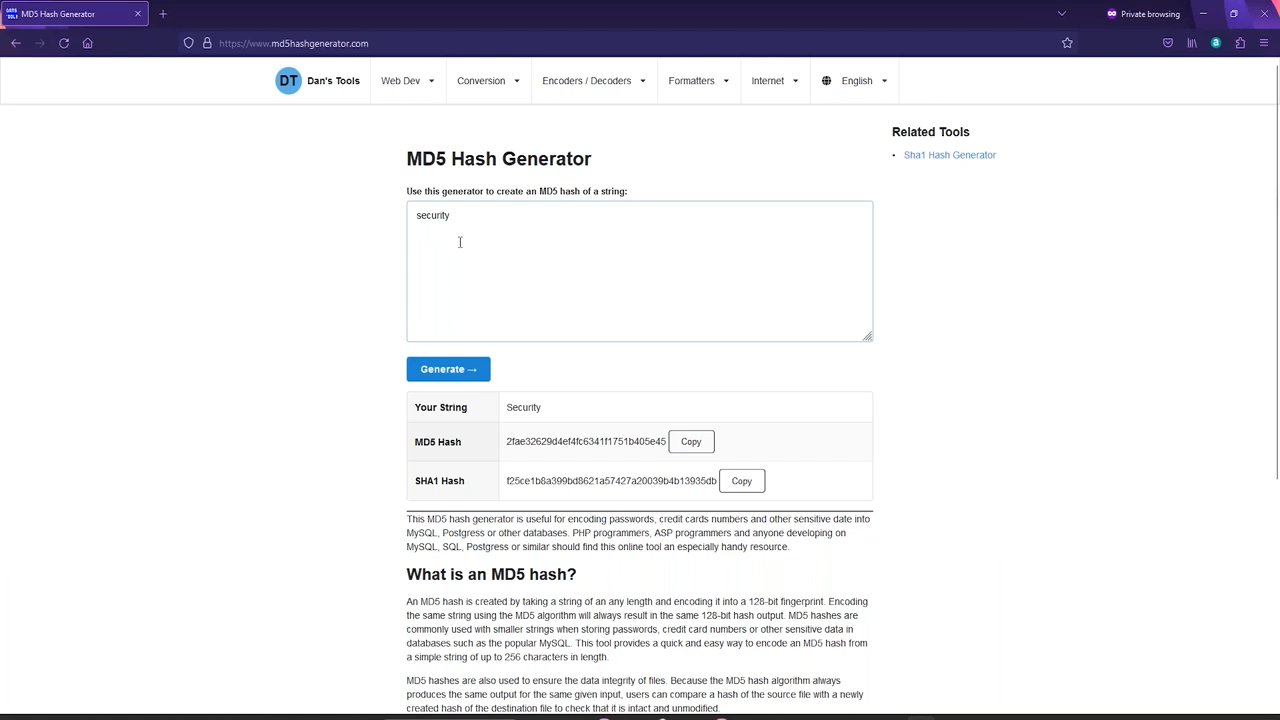 MD5 Hash Generator
Private browsing
https://www.md5hashgenerator.com
DT Dan's Tools Web Dev Conversion Encoders / Decoders Formatters Internet English
Related Tools
Sha1 Hash Generator
MD5 Hash Generator
Use this generator to create an MD5 hash of a string:
security
Generate →
Your String Security
MD5 Hash 2fae32629d4ef4fc6341f1751b405e45 Copy
SHA1 Hash f25ce1b8a399bd8621a57427a20039b4b13935db Copy
This MD5 hash generator is useful for encoding passwords, credit cards numbers and other sensitive date into
MySQL, Postgress or other databases. PHP programmers, ASP programmers and anyone developing on
MySQL, SQL, Postgress or similar should find this online tool an especially handy resource.
What is an MD5 hash?
An MD5 hash is created by taking a string of an any length and encoding it into a 128-bit fingerprint. Encoding
the same string using the MD5 algorithm will always result in the same 128-bit hash output. MD5 hashes are
commonly used with smaller strings when storing passwords, credit card numbers or other sensitive data in
databases such as the popular MySQL. This tool provides a quick and easy way to encode an MD5 hash from
a simple string of up to 256 characters in length.
MD5 hashes are also used to ensure the data integrity of files. Because the MD5 hash algorithm always
produces the same output for the same given input, users can compare a hash of the source file with a newly
created hash of the destination file to check that it is intact and unmodified.